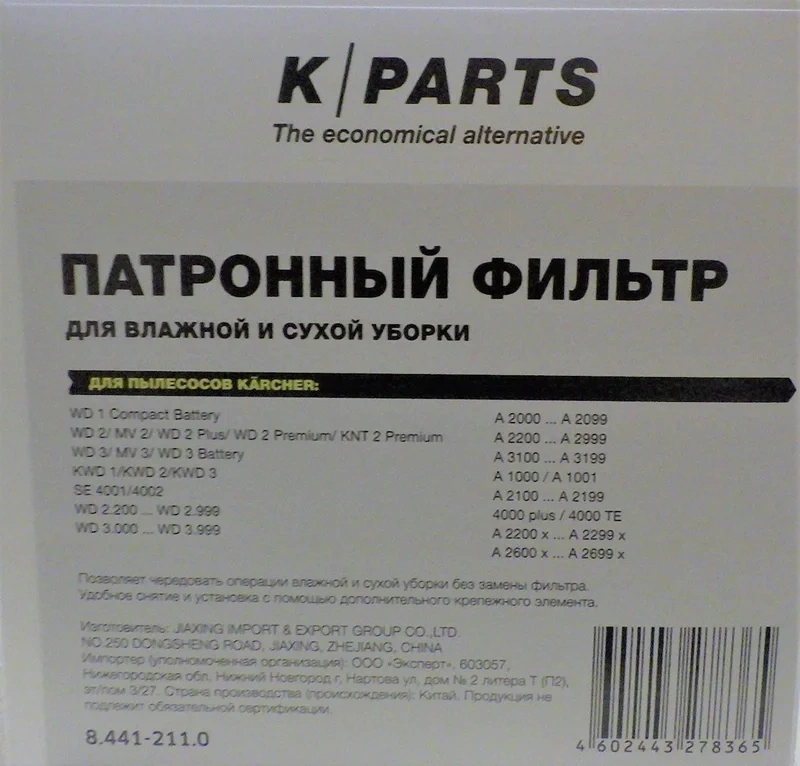 K/PARTS
The economical alternative
ПАТРОННЫЙ ФИЛЬТР
ДЛЯ ВЛАЖНОЙ И СУХОЙ УБОРКИ
ДЛЯ ПЫЛЕСОСОВ KÄRCHER:
WD 1 Compact Battery
WD 2/ MV 2/ WD 2 Plus/ WD 2 Premium/ KNT 2 Premium
WD 3/ MV 3/ WD 3 Battery
KWD 1/KWD 2/KWD 3
SE 4001/4002
WD 2.200 ... WD 2.999
WD 3.000 ... WD 3.999
A 2000 ... A 2099
A 2200 ... A 2999
A 3100 ... A 3199
A 1000 / A 1001
A 2100 ... A 2199
4000 plus / 4000 TE
A 2200 x ... A 2299 x
A 2600 x ... A 2699 x
Позволяет чередовать операции влажной и сухой уборки без замены фильтра.
Удобное снятие и установка с помощью дополнительного крепежного элемента.
Изготовитель: JIAXING IMPORT & EXPORT GROUP CO.,LTD.
NO.250 DONGSHENG ROAD, JIAXING, ZHEJIANG, CHINA
Импортер (уполномоченная организация): ООО «Эксперт», 603057,
Нижегородская обл, Нижний Новгород г, Нартова ул, дом № 2 литера Т (П2),
эт/пом 3/27. Страна производства (происхождения): Китай. Продукция не
подлежит обязательной сертификации.
8.441-211.0
4 602443 278365